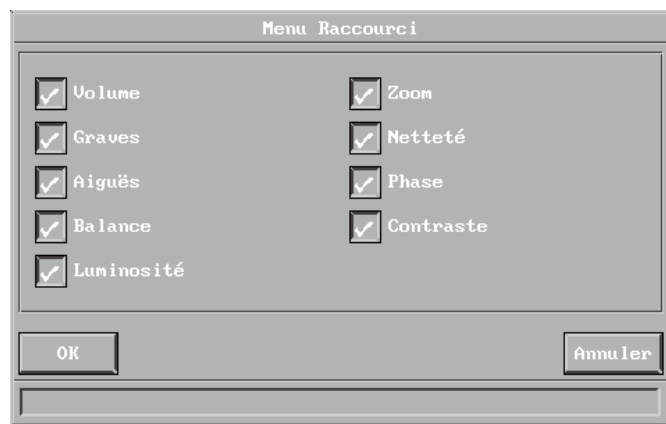 Menu Raccourci
Volume
Graves
Aiguës
Balance
Luminosité
Zoom
Netteté
Phase
Contraste
OK
Annuler